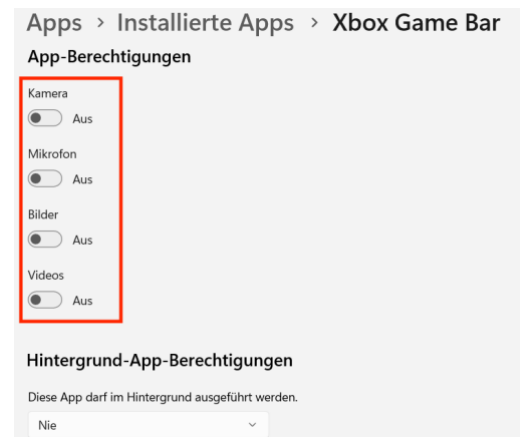 Apps > Installierte Apps > Xbox Game Bar
App-Berechtigungen
Kamera
Aus
Mikrofon
Aus
Bilder
Aus
Videos
Aus
Hintergrund-App-Berechtigungen
Diese App darf im Hintergrund ausgeführt werden.
Nie